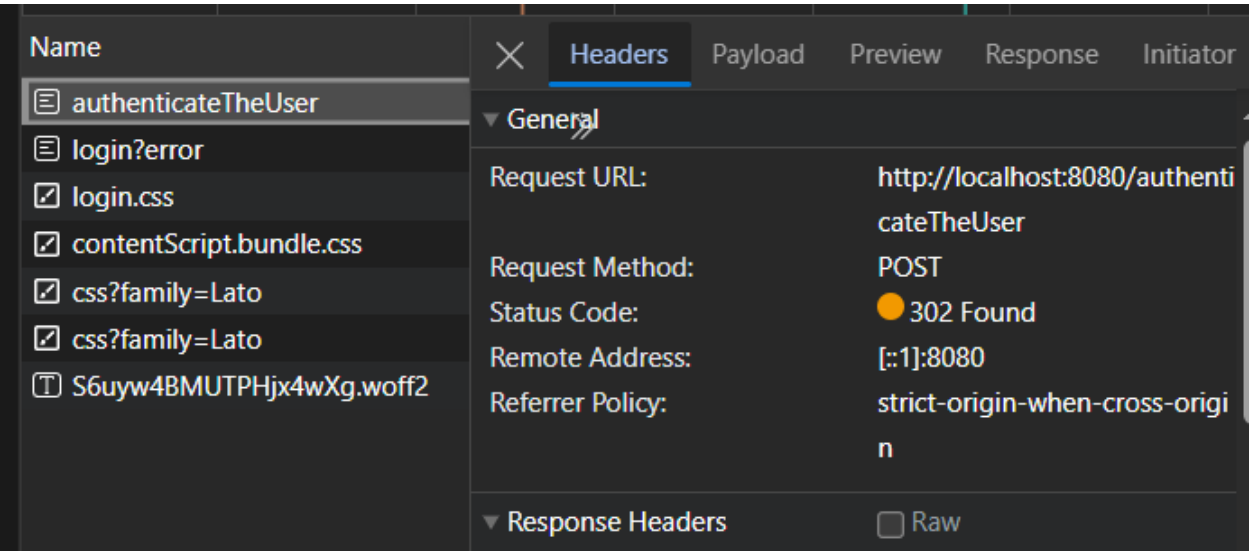 Name
authenticateTheUser
login?error
login.css
contentScript.bundle.css
css?family=Lato
css?family=Lato
S6uyw4BMUTPHjx4wXg.woff2
Headers Payload Preview Response Initiator
General
Request URL: http://localhost:8080/authenti
cateTheUser
Request Method: POST
Status Code: 302 Found
Remote Address: [::1]:8080
Referrer Policy: strict-origin-when-cross-origi
n
Response Headers Raw